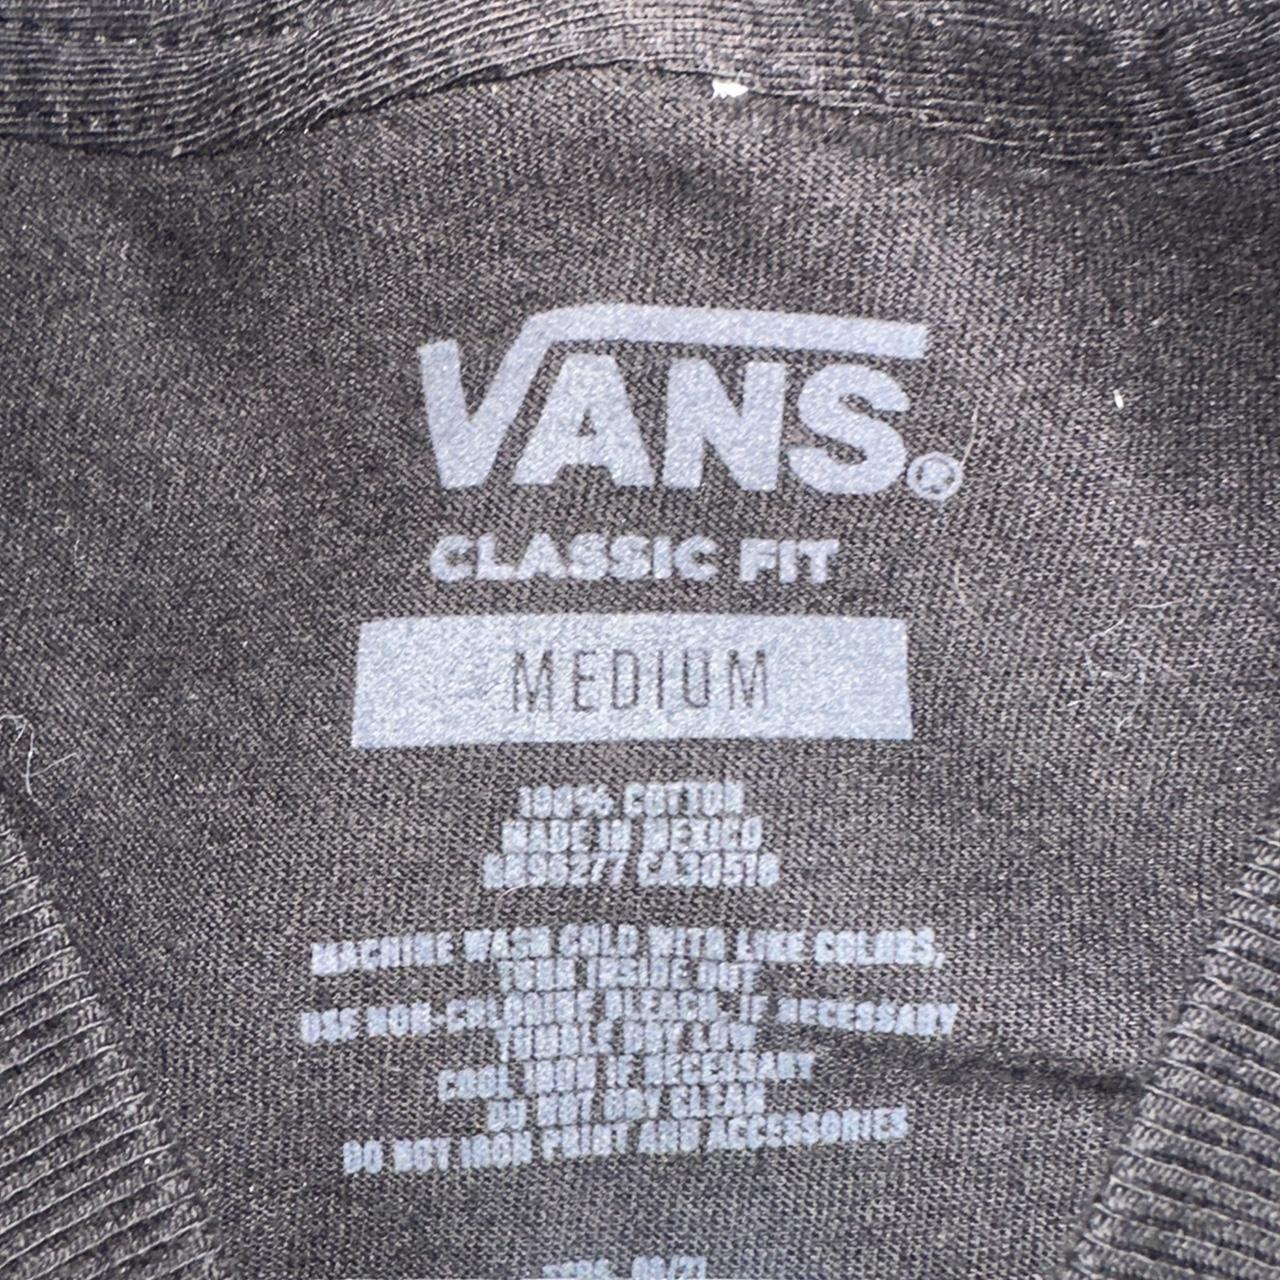 VANS®
CLASSIC FIT
MEDIUM
100% COTTON
MADE IN MEXICO
CA30516
MACHINE WASH COLD WITH LIKE COLORS,
TURN INSIDE OUT
USE NON-CHLORINE BLEACH, IF NECESSARY
TUMBLE DRY LOW
COOL IRON IF NECESSARY
DO NOT DRY CLEAN
DO NOT IRON PRINT AND ACCESSORIES